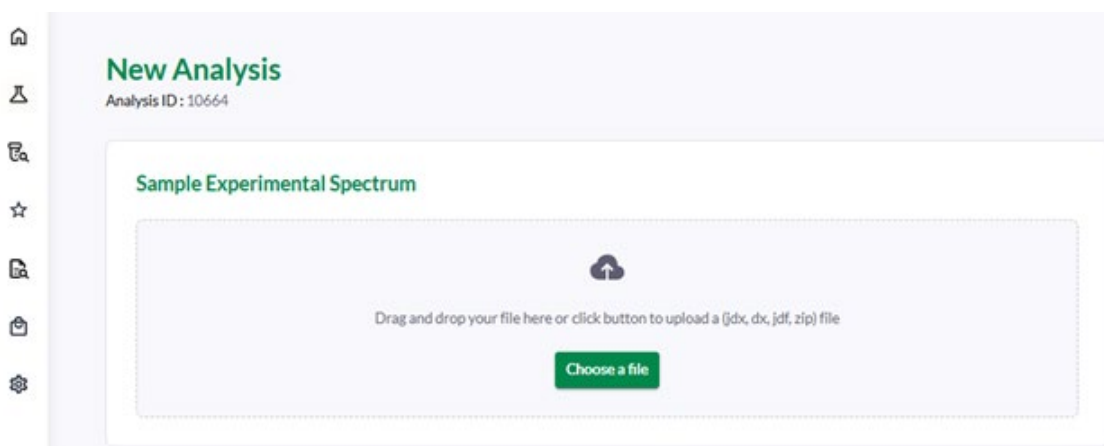 New Analysis
Analysis ID : 10664
Sample Experimental Spectrum
Drag and drop your file here or click button to upload a (jdx, dx, jdf, zip) file
Choose a file